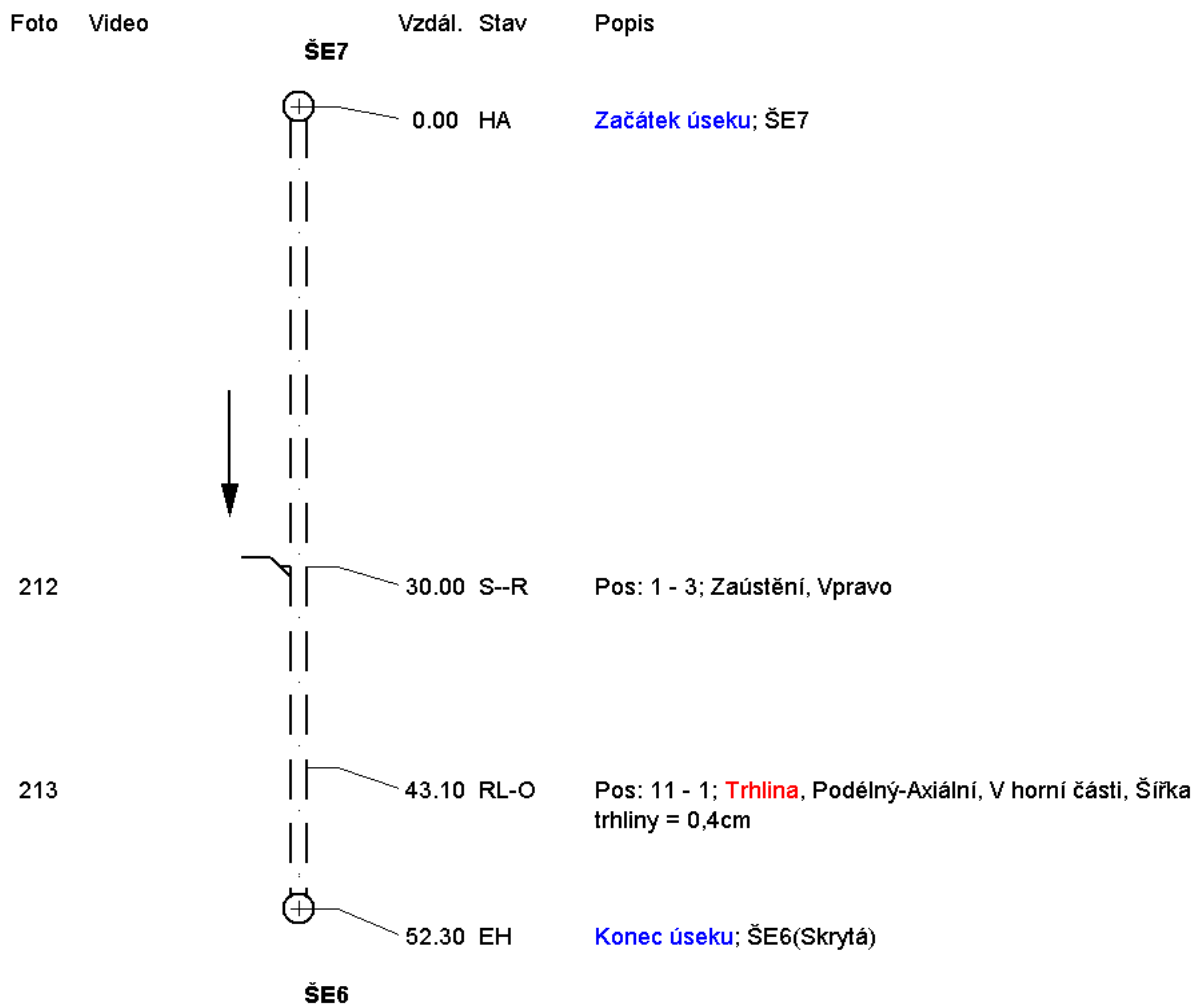 Foto Video Vzdál. Stav Popis
ŠE7
0.00 HA Začátek úseku; ŠE7
212 30.00 S--R Pos: 1 - 3; Zaústění, Vpravo
213 43.10 RL-O Pos: 11 - 1; Trhlina, Podélný-Axiální, V horní části, Šířka
trhliny = 0,4cm
52.30 EH Konec úseku; ŠE6(Skrytá)
ŠE6